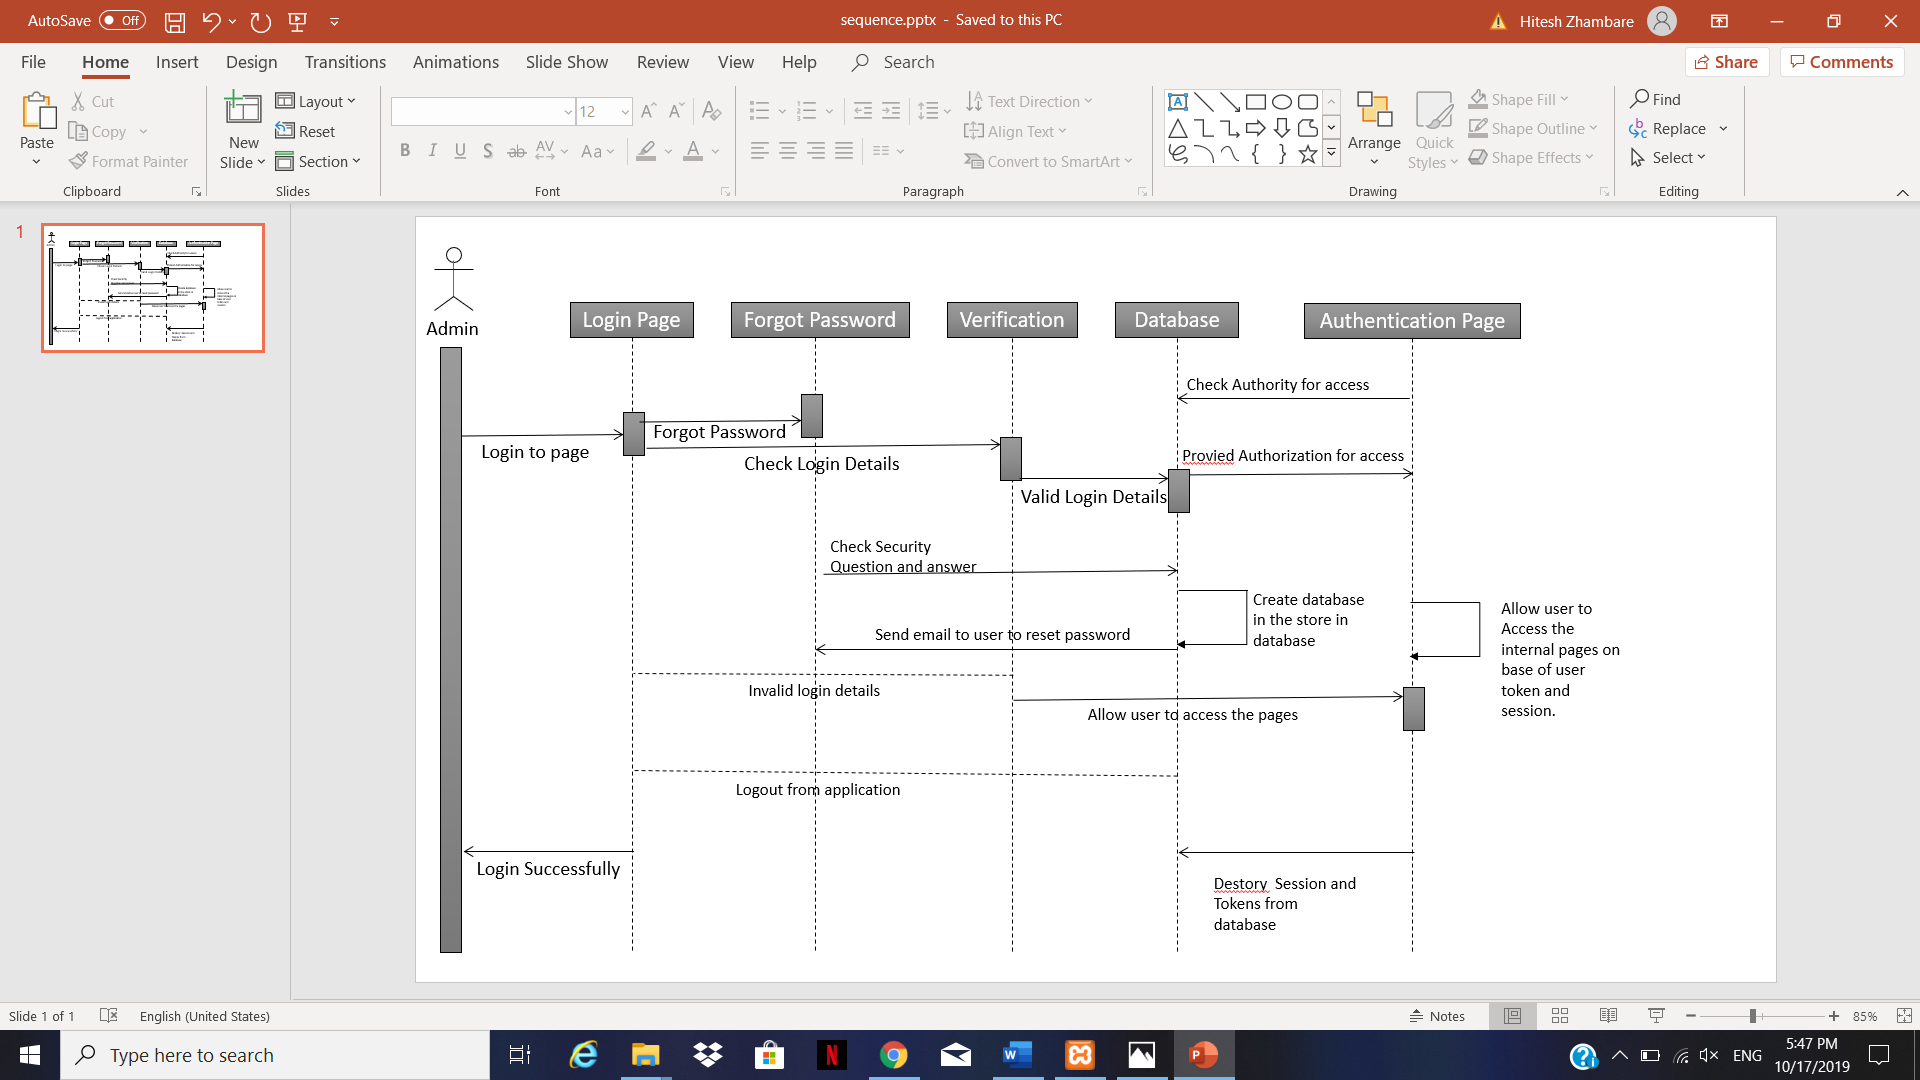 AutoSave Off
sequence.pptx - Saved to this PC
Hitesh Zhambare
File Home Insert Design Transitions Animations Slide Show Review View Help Search
Share Comments
Paste
Cut
Copy
Format Painter
Clipboard
New
Slide
Layout
Reset
Section
Slides
12
B I U S ab AV Aa A
Font
Text Direction
Align Text
Convert to SmartArt
Paragraph
Arrange
Quick
Styles
Shape Fill
Shape Outline
Shape Effects
Drawing
Find
Replace
Select
Editing
1
Admin
Login Page
Forgot Password
Verification
Database
Authentication Page
Check Authority for access
Forgot Password
Login to page
Check Login Details
Provied Authorization for access
Valid Login Details
Check Security
Question and answer
Create database
in the store in
database
Allow user to
Access the
internal pages on
base of user
token and
session.
Send email to user to reset password
Invalid login details
Allow user to access the pages
Logout from application
Login Successfully
Destory Session and
Tokens from
database
Slide 1 of 1
English (United States)
Notes
85%
Type here to search
ENG
5:47 PM
10/17/2019